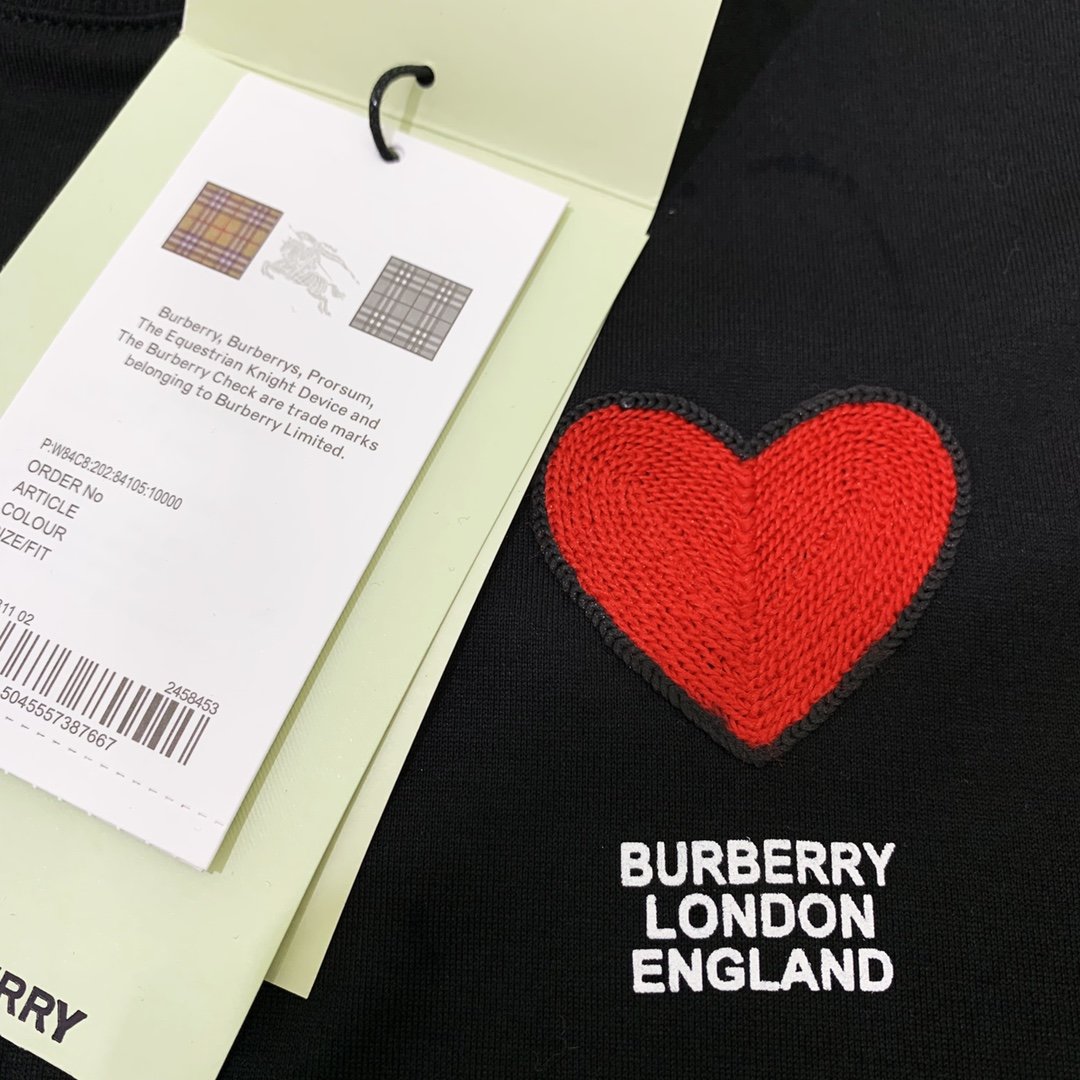 Burberry, Burberrys, Prorsum,
The Equestrian Knight Device and
The Burberry Check are trade marks
belonging to Burberry Limited.
P:W84C8:202:84105:10000
ORDER No
ARTICLE
COLOUR
IZE/FIT
311 02
2458453
5045557387667
RRY
BURBERRY
LONDON
ENGLAND